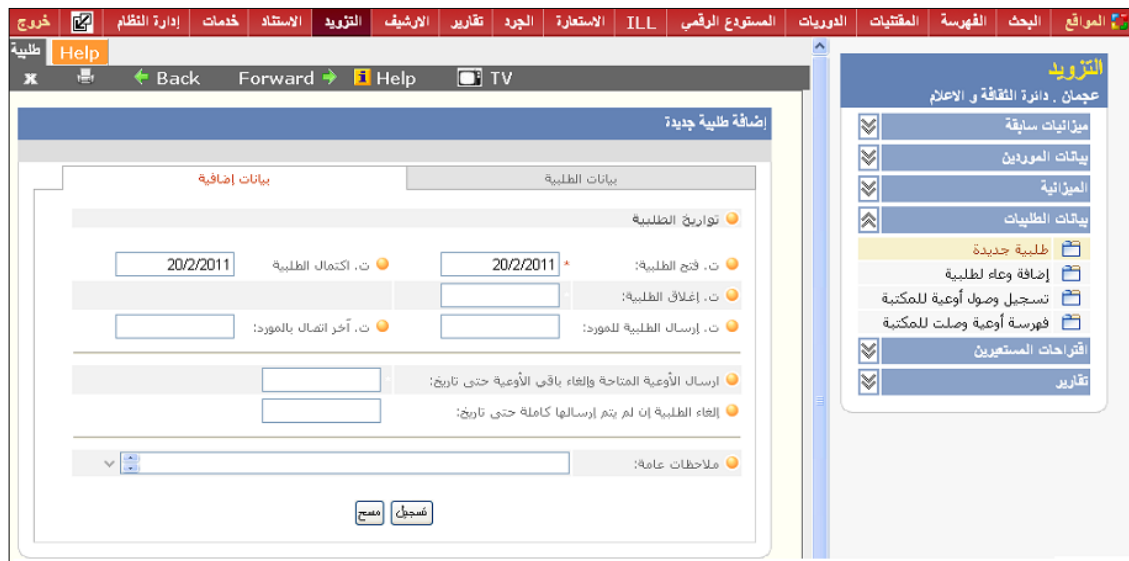 المواقع البحث الفهرسة المقتنيات الدوريات المستودع الرقمي ILL الاستعارة الجرد تقارير الارشيف التزويد الاستناد خدمات إدارة النظام خروج
طلبية Help
x Back Forward Help TV
التزويد
عجمان . دائرة الثقافة و الاعلام
ميزانيات سابقة
بيانات الموردين
الميزانية
بيانات الطلبيات
طلبية جديدة
إضافة وعاء لطلبية
تسجيل وصول أوعية للمكتبة
فهرسة أوعية وصلت للمكتبة
اقتراحات المستعيرين
تقارير
إضافة طلبية جديدة
بيانات الطلبية بيانات إضافية
تواريخ الطلبية
ت. فتح الطلبية: * 20/2/2011 ت. اكتمال الطلبية 20/2/2011
ت. إغلاق الطلبية:
ت. إرسال الطلبية للمورد: ت. آخر اتصال بالمورد:
ارسال الأوعية المتاحة وإلغاء باقي الأوعية حتى تاريخ:
إلغاء الطلبية إن لم يتم إرسالها كاملة حتى تاريخ:
ملاحظات عامة:
تسجيل مسح